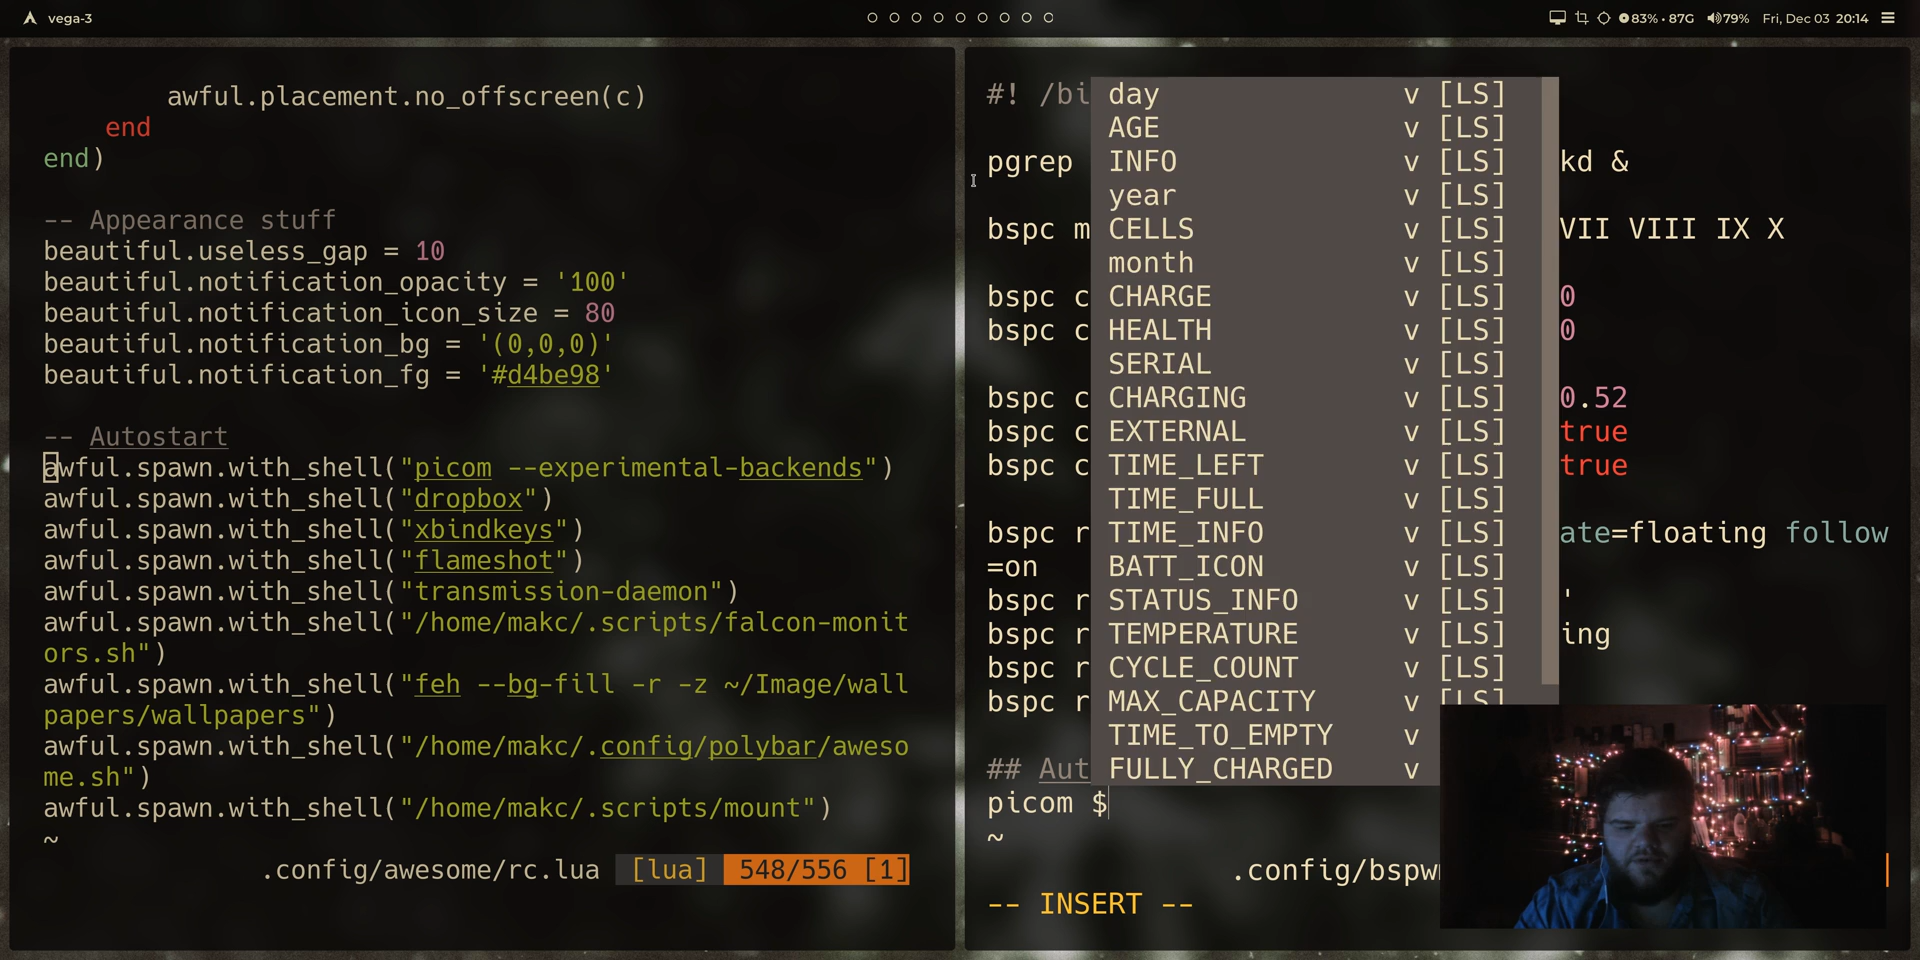 vega-3
83% • 87G
79%
Fri, Dec 03 20:14
awful.placement.no_offscreen(c)
end
end)
-- Appearance stuff
beautiful.useless_gap = 10
beautiful.notification_opacity = '100'
beautiful.notification_icon_size = 80
beautiful.notification_bg = '(0,0,0)'
beautiful.notification_fg = '#d4be98'
-- Autostart
awful.spawn.with_shell("picom --experimental-backends")
awful.spawn.with_shell("dropbox")
awful.spawn.with_shell("xbindkeys")
awful.spawn.with_shell("flameshot")
awful.spawn.with_shell("transmission-daemon")
awful.spawn.with_shell("/home/makc/.scripts/falcon-monit
ors.sh")
awful.spawn.with_shell("feh --bg-fill -r -z ~/Image/wall
papers/wallpapers")
awful.spawn.with_shell("/home/makc/.config/polybar/aweso
me.sh")
awful.spawn.with_shell("/home/makc/.scripts/mount")
~
.config/awesome/rc.lua [lua] 548/556 [1]
#! /bi
pgrep
kd &
bspc m
VII VIII IX X
bspc c
0
bspc c
0
bspc c
0.52
bspc c
true
bspc c
true
bspc r
ate=floating follow
=on
bspc r
'
bspc r
ing
bspc r
bspc r
## Aut
picom $
~
.config/bspw
-- INSERT --
day v [LS]
AGE v [LS]
INFO v [LS]
year v [LS]
CELLS v [LS]
month v [LS]
CHARGE v [LS]
HEALTH v [LS]
SERIAL v [LS]
CHARGING v [LS]
EXTERNAL v [LS]
TIME_LEFT v [LS]
TIME_FULL v [LS]
TIME_INFO v [LS]
BATT_ICON v [LS]
STATUS_INFO v [LS]
TEMPERATURE v [LS]
CYCLE_COUNT v [LS]
MAX_CAPACITY v [LS]
TIME_TO_EMPTY v
FULLY_CHARGED v